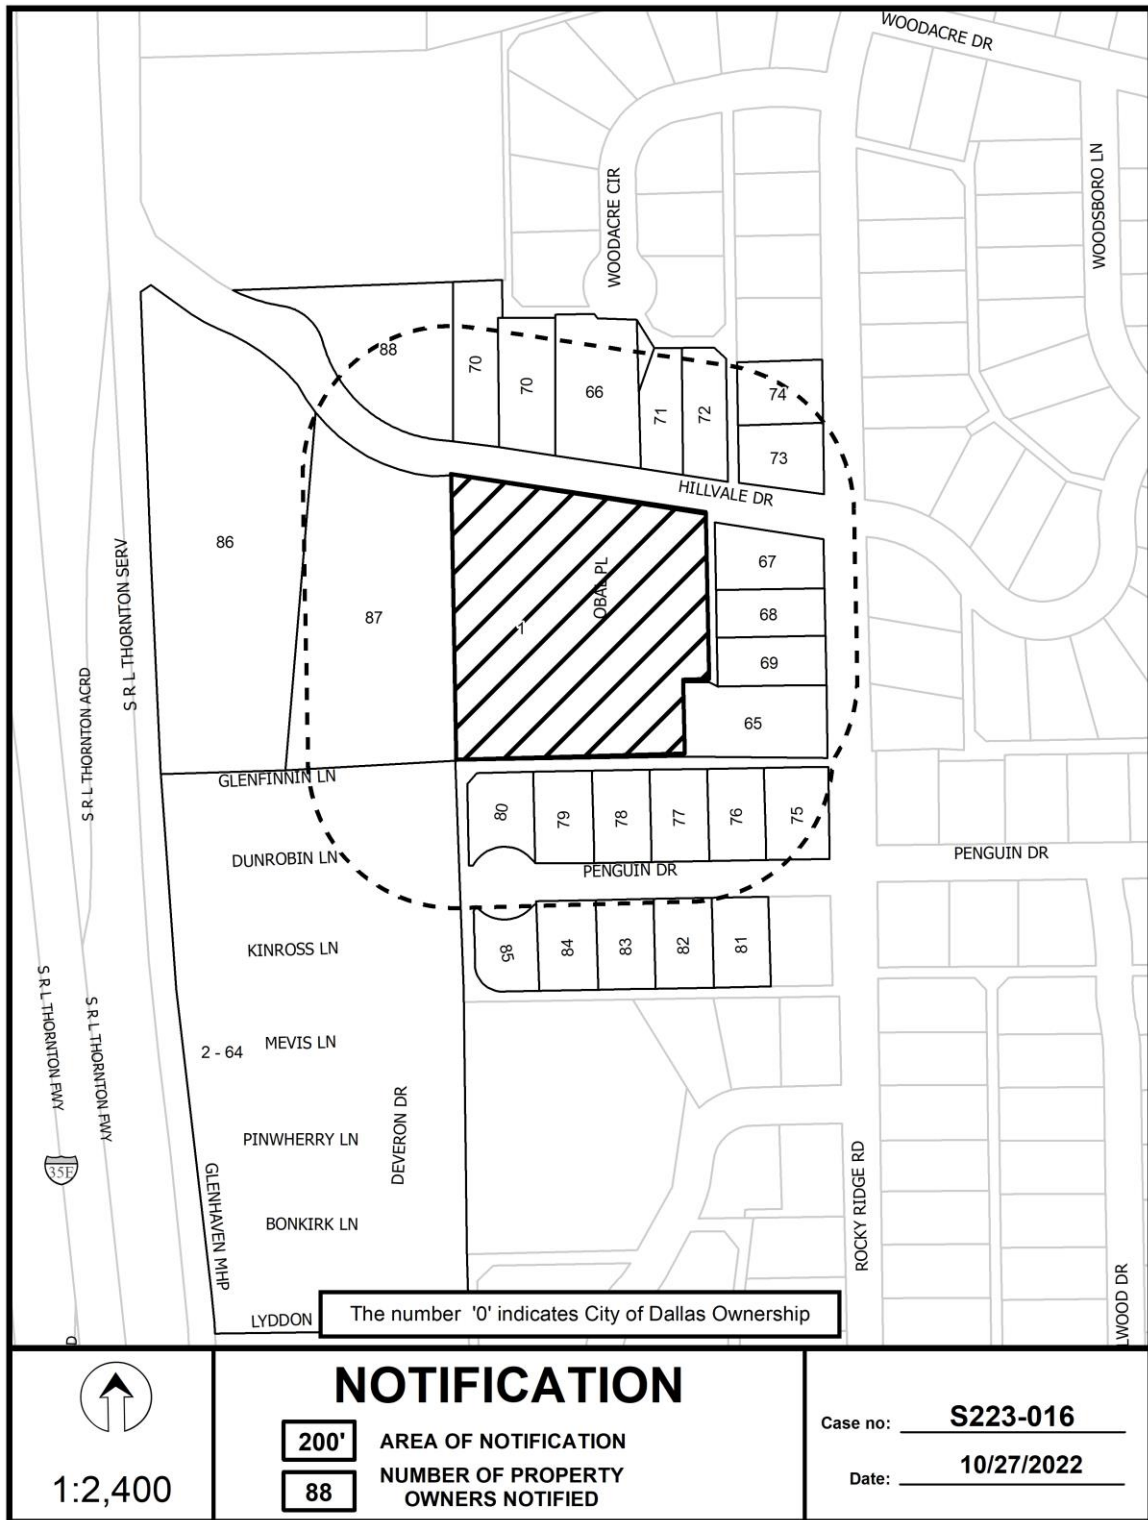 WOODACRE DR
WOODSBORO LN
WOODACRE CIR
88
70
70
66
71
72
74
73
HILLVALE DR
86
87
S R L THORNTON SERV
S R L THORNTON ACRD
OBAL PL
1
67
68
69
65
GLENFINNIN LN
80
79
78
77
76
75
DUNROBIN LN
PENGUIN DR
PENGUIN DR
KINROSS LN
85
84
83
82
81
S R L THORNTON FWY
S R L THORNTON FWY
2 - 64
MEVIS LN
DEVERON DR
PINWHERRY LN
35E
GLENHAVEN MHP
BONKIRK LN
ROCKY RIDGE RD
LWOOD DR
LYDDON
The number '0' indicates City of Dallas Ownership
1:2,400
NOTIFICATION
200' AREA OF NOTIFICATION
88 NUMBER OF PROPERTY
OWNERS NOTIFIED
Case no: S223-016
Date: 10/27/2022